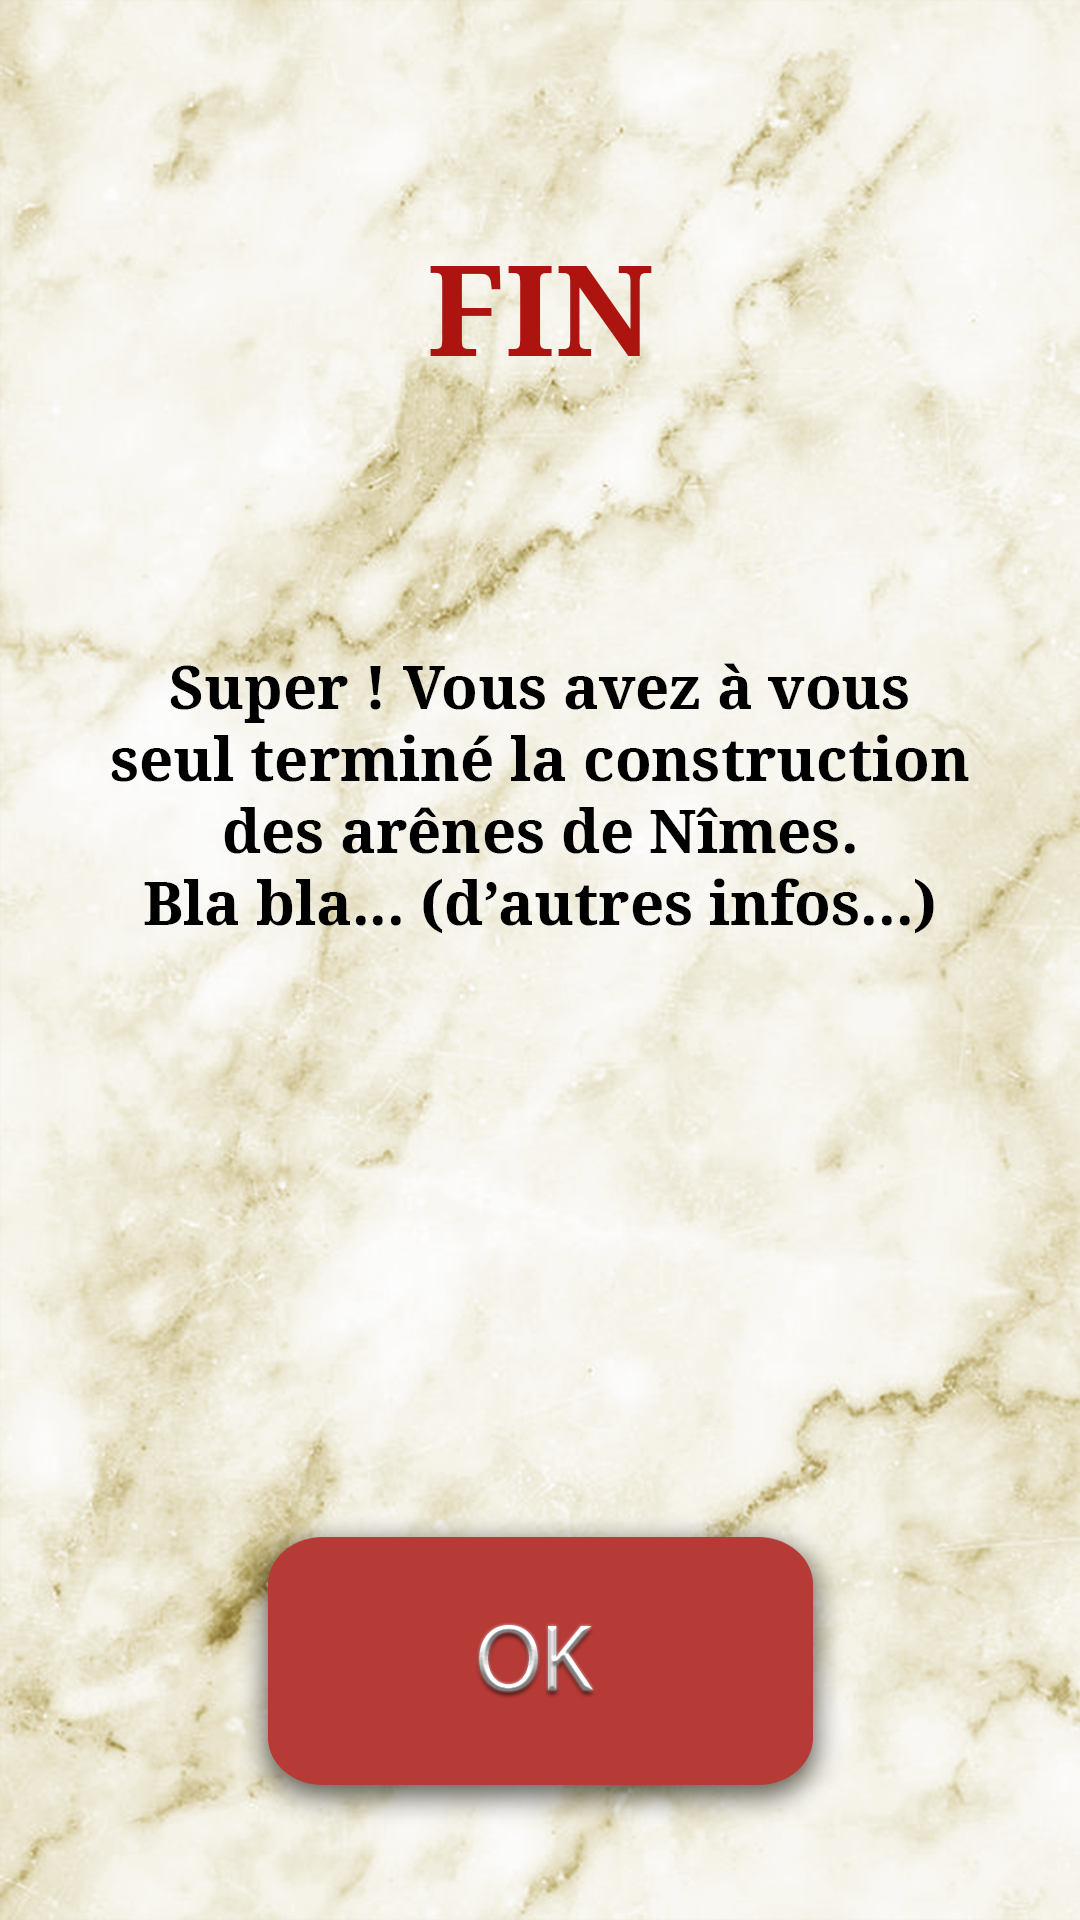 FIN
Super ! Vous avez à vous
seul terminé la construction
des arênes de Nîmes.
Bla bla... (d’autres infos...)
OK